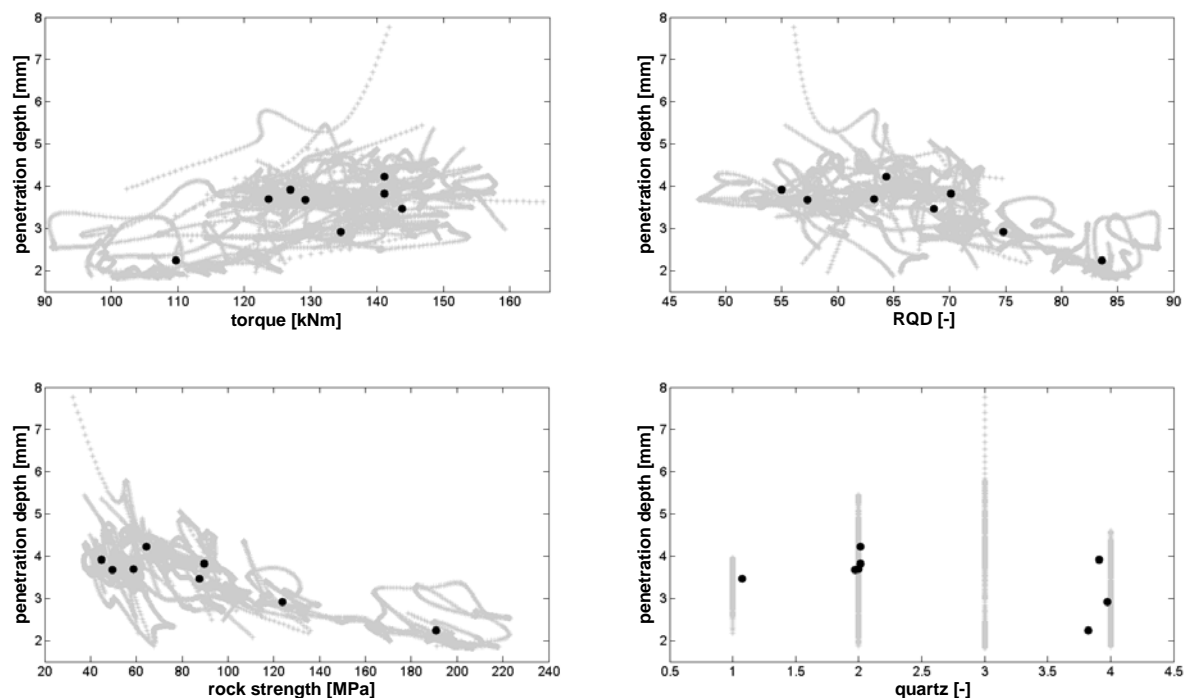 8
7
6
5
4
3
2
penetration depth [mm]
90 100 110 120 130 140 150 160
torque [kNm]
8
7
6
5
4
3
2
penetration depth [mm]
45 50 55 60 65 70 75 80 85 90
RQD [-]
8
7
6
5
4
3
2
penetration depth [mm]
20 40 60 80 100 120 140 160 180 200 220 240
rock strength [MPa]
8
7
6
5
4
3
2
penetration depth [mm]
0.5 1 1.5 2 2.5 3 3.5 4 4.5
quartz [-]